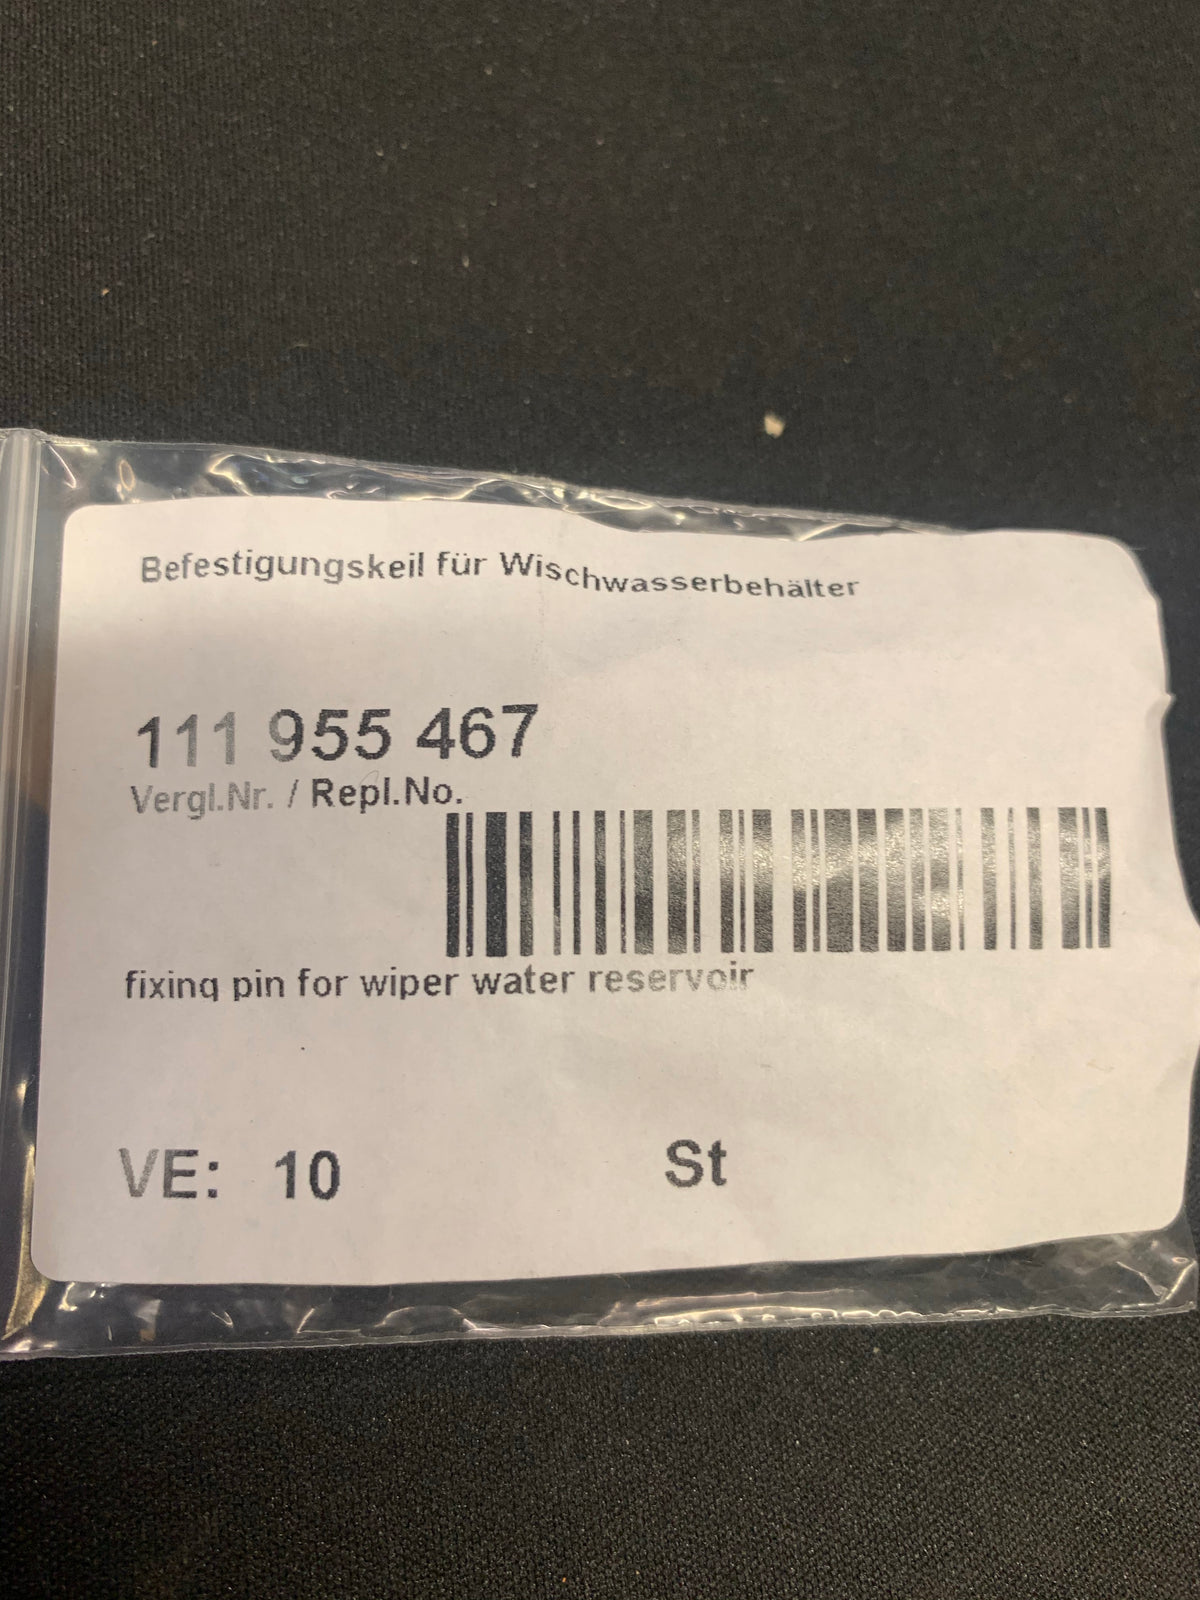 Befestigungskeil für Wischwasserbehälter
111 955 467
Vergl.Nr. / Repl.No.
fixing pin for wiper water reservoir
VE: 10 St